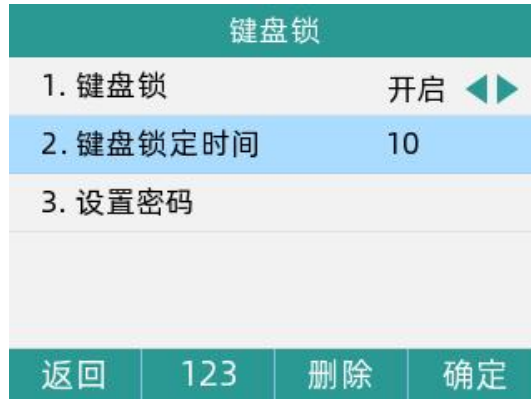 键盘锁
1. 键盘锁 开启
2. 键盘锁定时间 10
3. 设置密码
返回 123 删除 确定